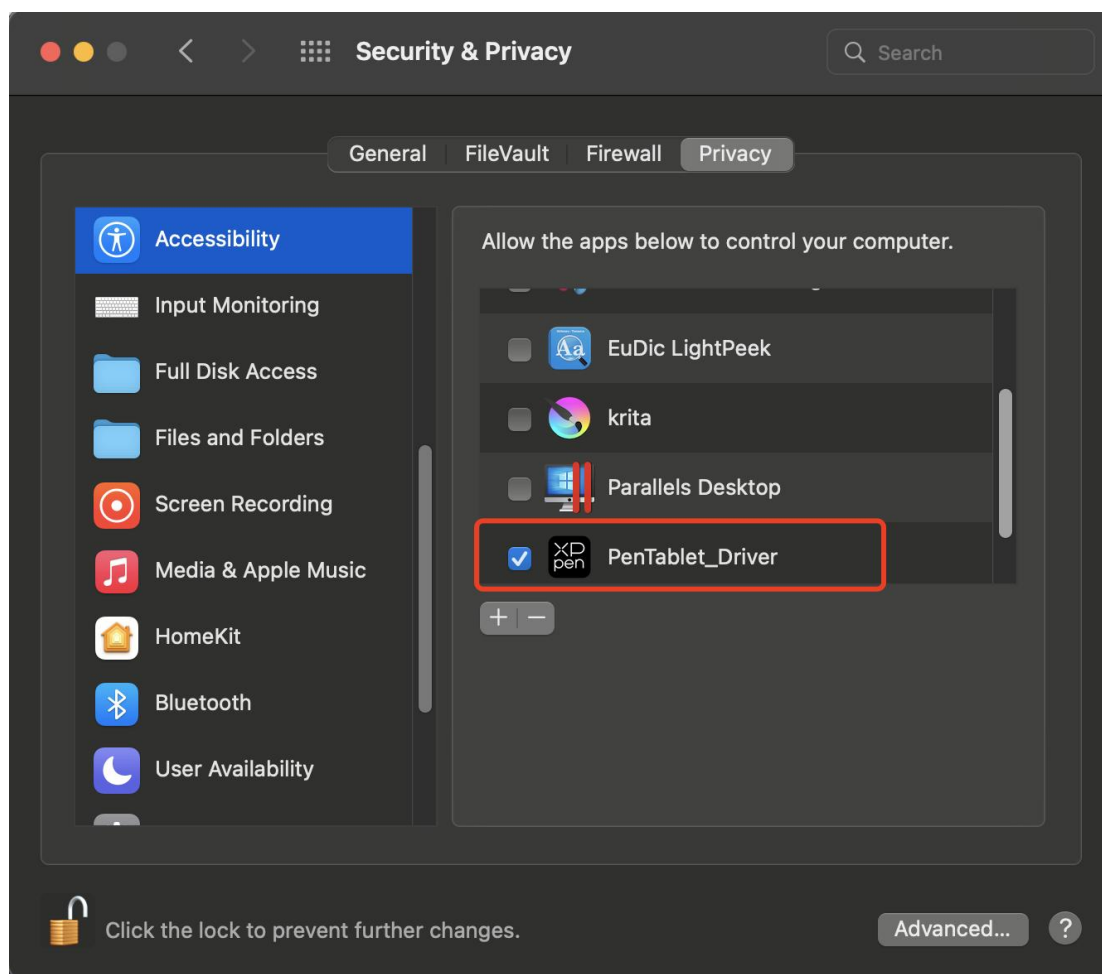 Security & Privacy
Search
General
FileVault
Firewall
Privacy
Accessibility
Input Monitoring
Full Disk Access
Files and Folders
Screen Recording
Media & Apple Music
HomeKit
Bluetooth
User Availability
Allow the apps below to control your computer.
Aa
EuDic LightPeek
krita
Parallels Desktop
XP
pen
PenTablet_Driver
+
−
Click the lock to prevent further changes.
Advanced...
?